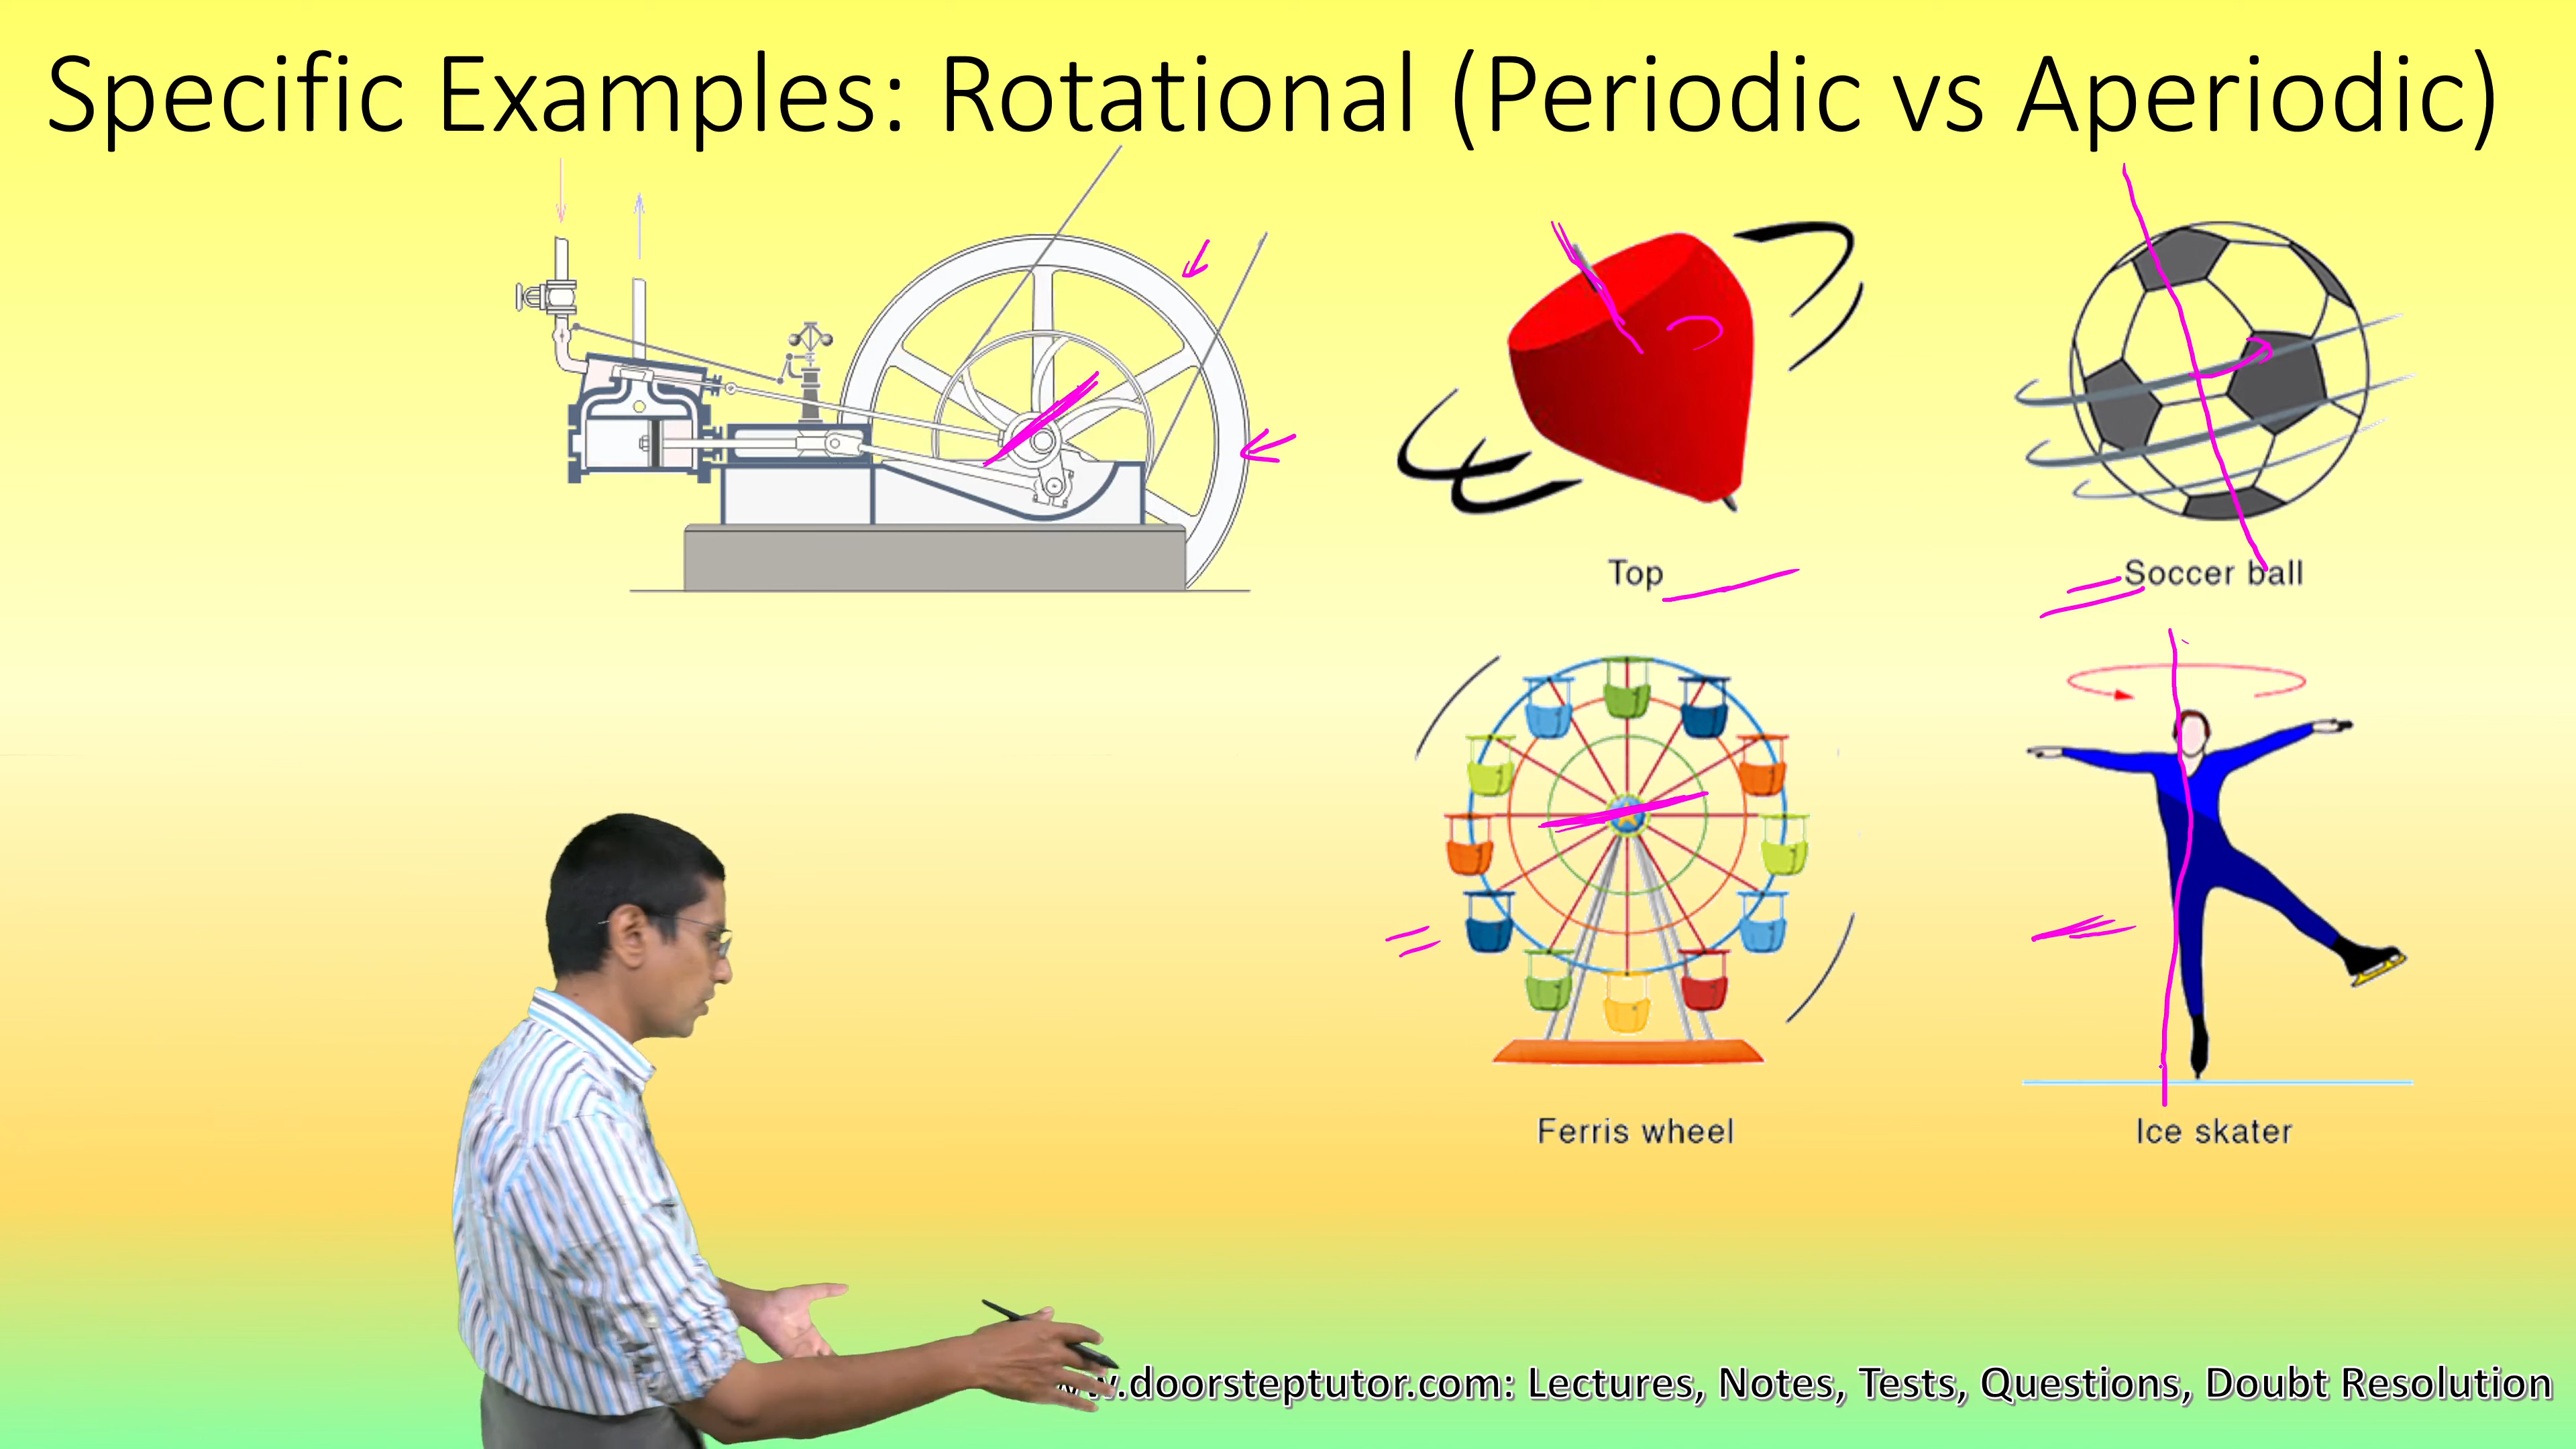 Specific Examples: Rotational (Periodic vs Aperiodic)
Top
Soccer ball
Ferris wheel
Ice skater
w.doorsteptutor.com: Lectures, Notes, Tests, Questions, Doubt Resolution